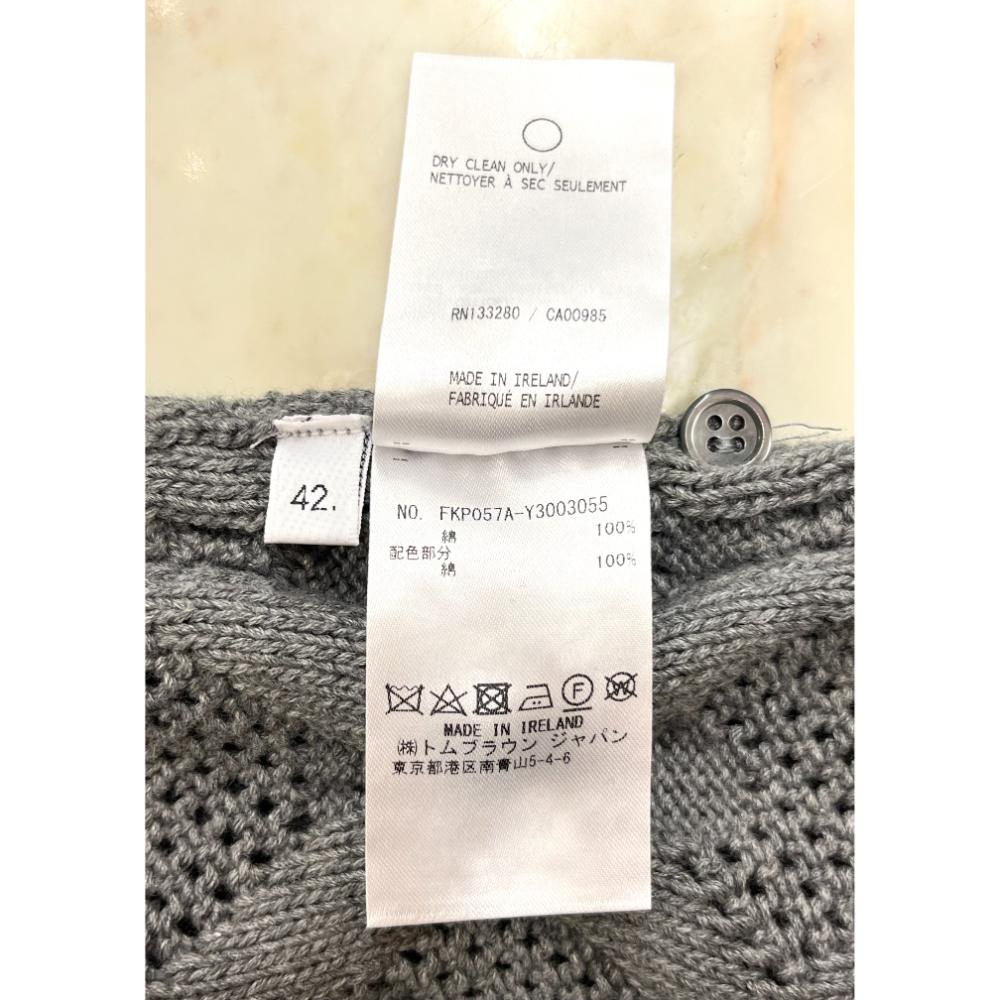 DRY CLEAN ONLY/
NETTOYER À SEC SEULEMENT
RN133280 / CA00985
MADE IN IRELAND/
FABRIQUÉ EN IRLANDE
42.
NO. FKP057A-Y3003055
綿 100%
配色部分
綿 100%
F W
MADE IN IRELAND
㈱トムブラウン ジャパン
東京都港区南青山5-4-6